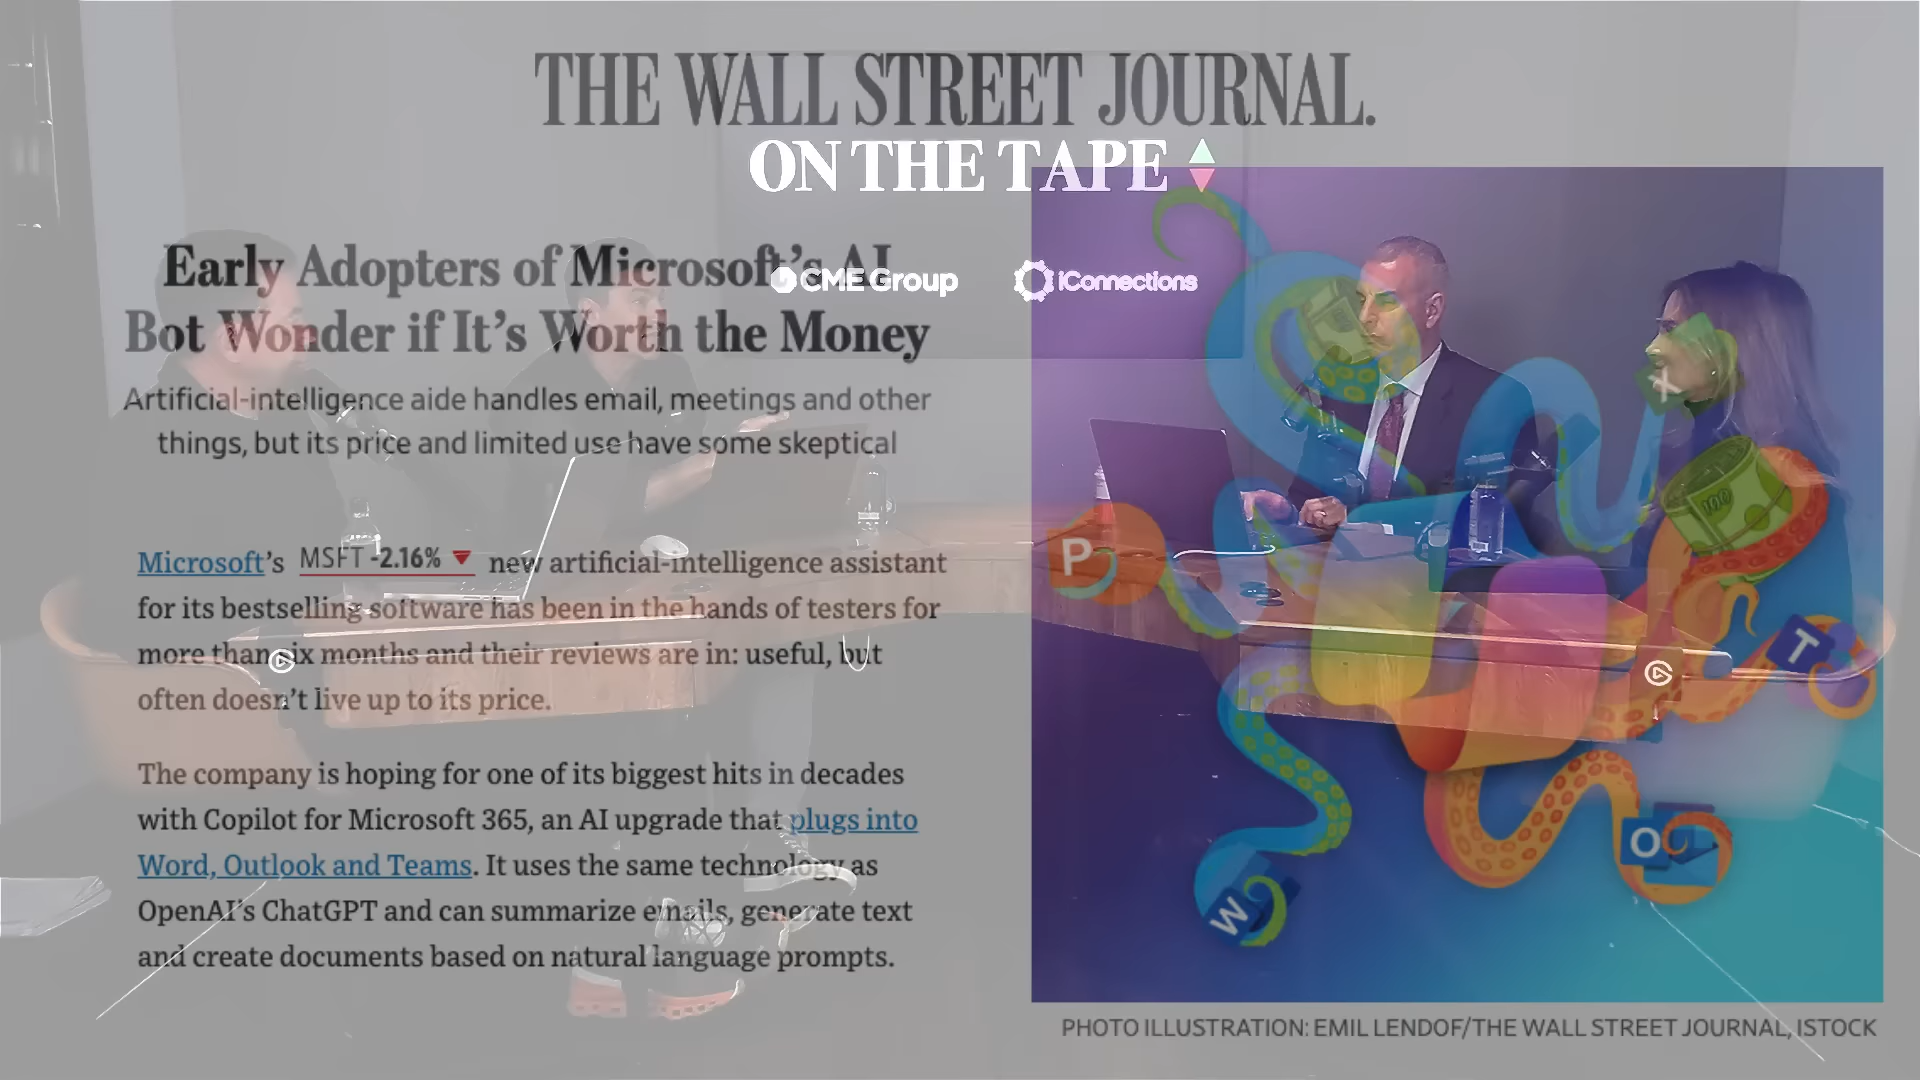 THE WALL STREET JOURNAL.
ON THE TAPE
CME Group
iConnections
Early Adopters of Microsoft's AI
Bot Wonder if It's Worth the Money
Artificial-intelligence aide handles email, meetings and other
things, but its price and limited use have some skeptical
Microsoft's MSFT -2.16% new artificial-intelligence assistant
for its bestselling software has been in the hands of testers for
more than six months and their reviews are in: useful, but
often doesn't live up to its price.
The company is hoping for one of its biggest hits in decades
with Copilot for Microsoft 365, an AI upgrade that plugs into
Word, Outlook and Teams. It uses the same technology as
OpenAI's ChatGPT and can summarize emails, generate text
and create documents based on natural language prompts.
X
100
P
T
O
W
PHOTO ILLUSTRATION: EMIL LENDOF/THE WALL STREET JOURNAL, ISTOCK